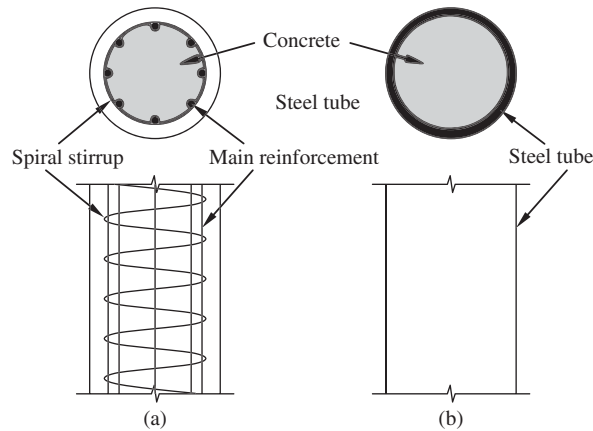 Concrete
Steel tube
Spiral stirrup
Main reinforcement
Steel tube
(a)
(b)